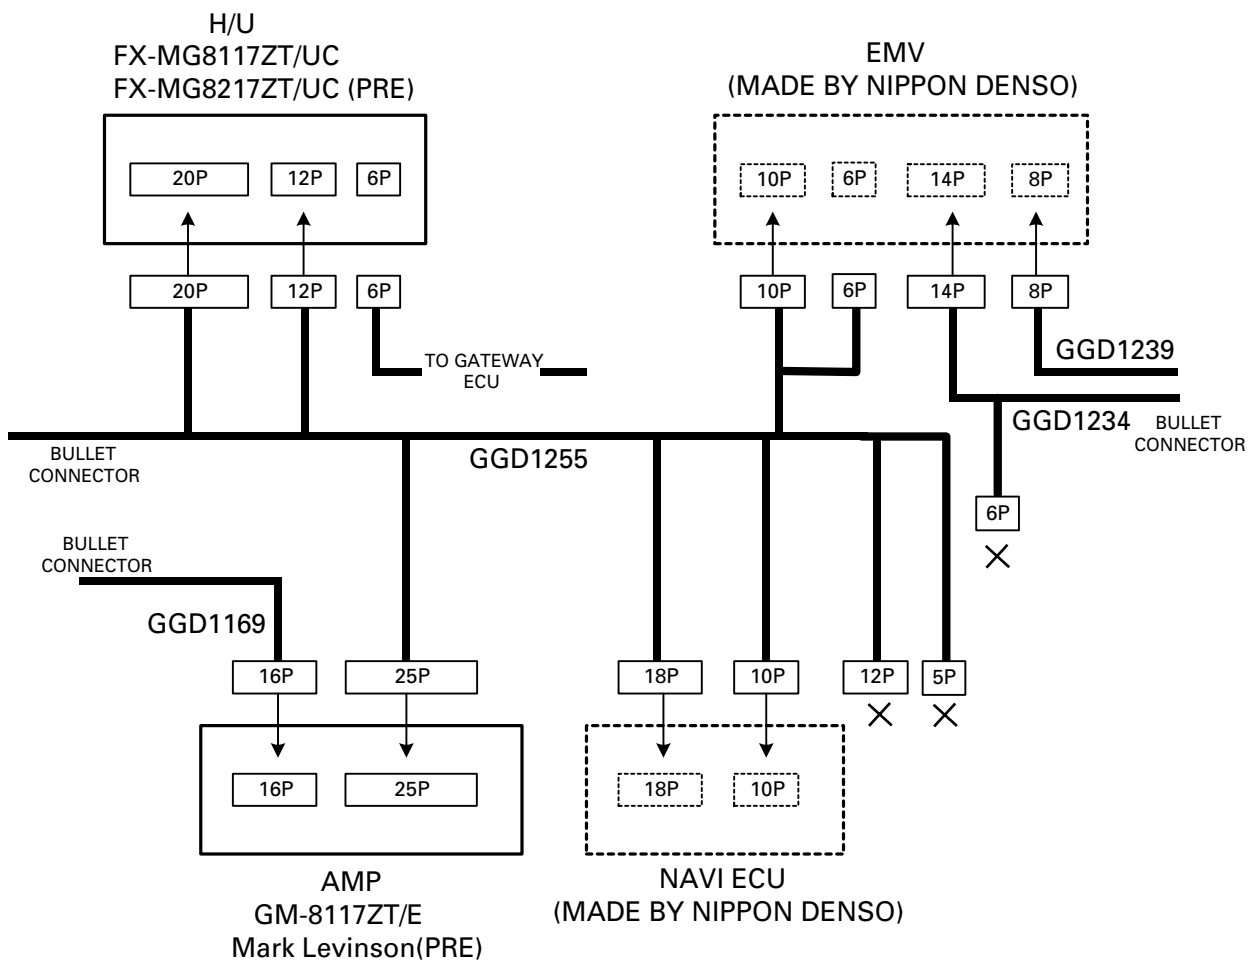 H/U
FX-MG8117ZT/UC
FX-MG8217ZT/UC (PRE)
EMV
(MADE BY NIPPON DENSO)
20P
12P
6P
10P
6P
14P
8P
20P
12P
6P
10P
6P
14P
8P
TO GATEWAY
ECU
GGD1239
GGD1234
BULLET
CONNECTOR
BULLET
CONNECTOR
GGD1255
6P
BULLET
CONNECTOR
GGD1169
16P
25P
18P
10P
12P
5P
16P
25P
18P
10P
AMP
GM-8117ZT/E
Mark Levinson(PRE)
NAVI ECU
(MADE BY NIPPON DENSO)